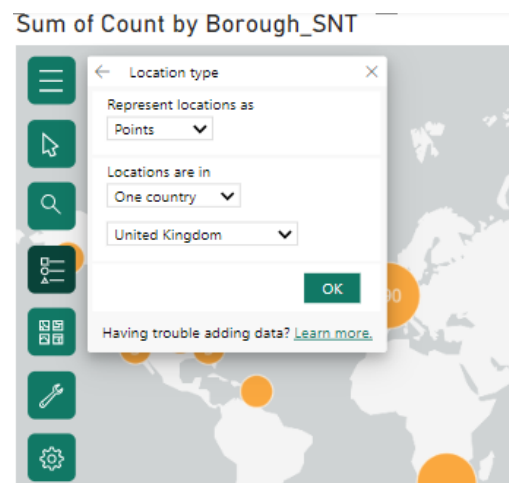 Sum of Count by Borough_SNT
Location type
Represent locations as
Points
Locations are in
One country
United Kingdom
OK
90
Having trouble adding data? Learn more.